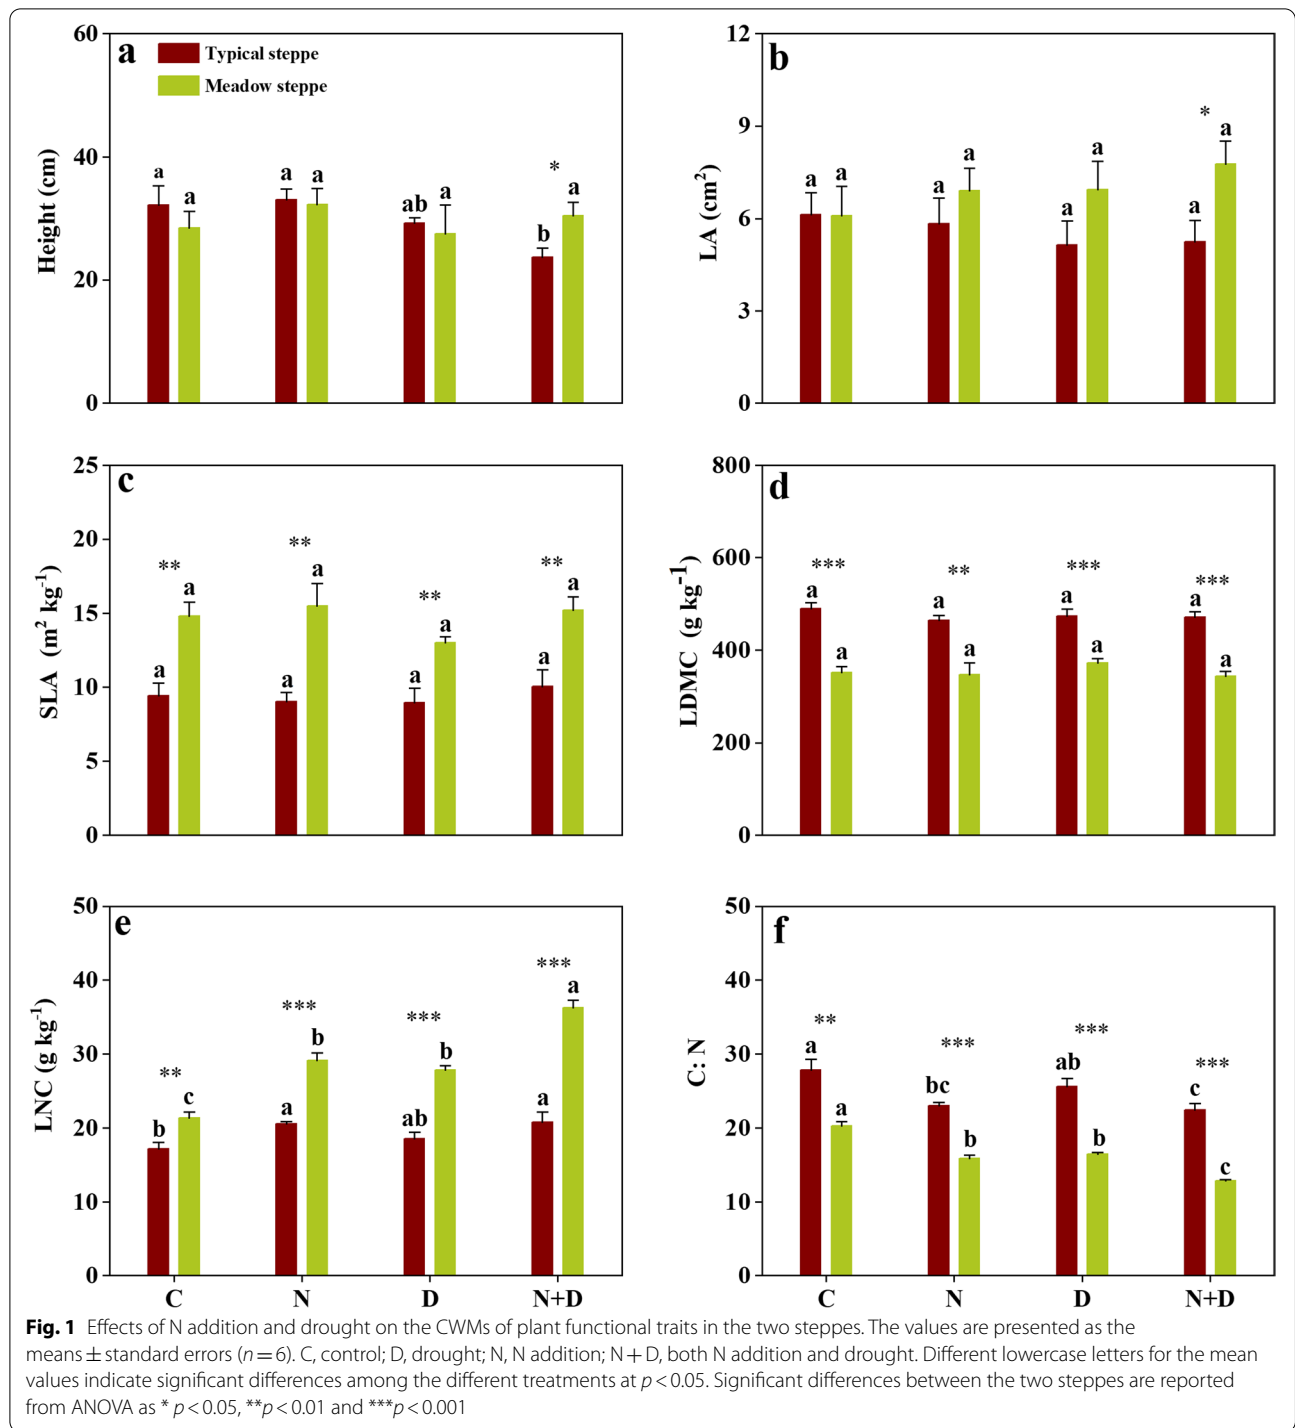 a
Typical steppe
Meadow steppe
Height (cm)
60
40
20
0
a a a a ab a * b a
b
LA (cm²)
12
9
6
3
0
a a a a a a * a a
c
SLA (m² kg⁻¹)
25
20
15
10
5
0
** ** ** **
a a a a a a a a
d
LDMC (g kg⁻¹)
800
600
400
200
0
*** ** *** ***
a a a a a a a a
e
LNC (g kg⁻¹)
50
40
30
20
10
0
** *** *** ***
b c a b ab b a a
C N D N+D
f
C: N
50
40
30
20
10
0
** *** *** ***
a a bc b ab b c c
C N D N+D
Fig. 1 Effects of N addition and drought on the CWMs of plant functional traits in the two steppes. The values are presented as the
means ± standard errors (n = 6). C, control; D, drought; N, N addition; N + D, both N addition and drought. Different lowercase letters for the mean
values indicate significant differences among the different treatments at p < 0.05. Significant differences between the two steppes are reported
from ANOVA as * p < 0.05, **p < 0.01 and ***p < 0.001